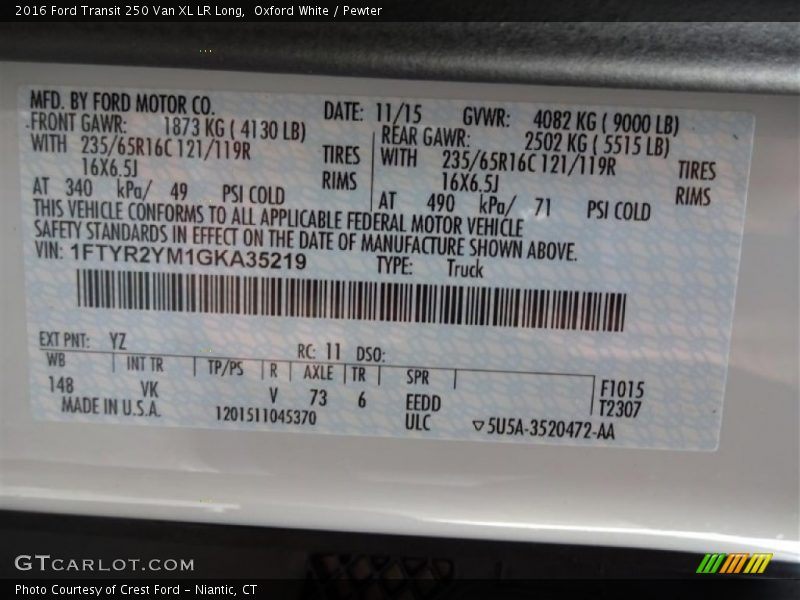 2016 Ford Transit 250 Van XL LR Long,  Oxford White / Pewter
MFD. BY FORD MOTOR CO. DATE: 11/15 GVWR: 4082 KG ( 9000 LB)
FRONT GAWR: 1873 KG ( 4130 LB) REAR GAWR: 2502 KG ( 5515 LB)
WITH 235/65R16C 121/119R TIRES WITH 235/65R16C 121/119R TIRES
16X6.5J RIMS 16X6.5J RIMS
AT 340 kPa/ 49 PSI COLD AT 490 kPa/ 71 PSI COLD
THIS VEHICLE CONFORMS TO ALL APPLICABLE FEDERAL MOTOR VEHICLE
SAFETY STANDARDS IN EFFECT ON THE DATE OF MANUFACTURE SHOWN ABOVE.
VIN: 1FTYR2YM1GKA35219 TYPE: Truck
EXT PNT: YZ RC: 11 DSO:
WB INT TR TP/PS R AXLE TR SPR
148 VK V 73 6 EEDD F1015
T2307
MADE IN U.S.A. 1201511045370 ULC ▽5U5A-3520472-AA
GTCARLOT.COM
Photo Courtesy of Crest Ford - Niantic, CT